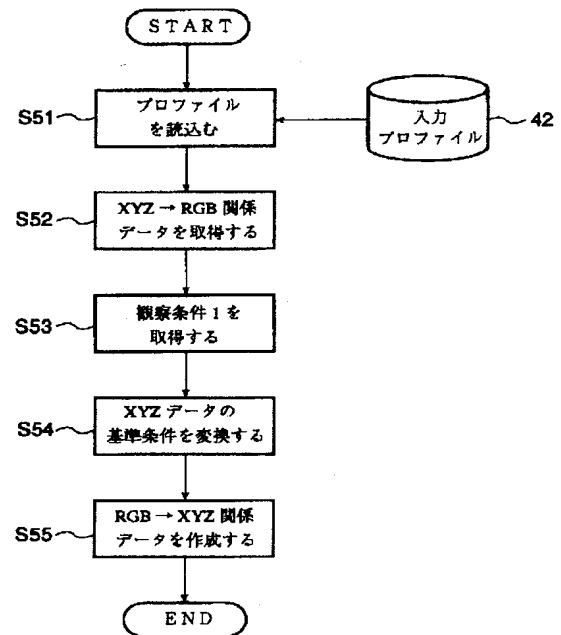 START
S51
プロファイル
を読込む
入力
プロファイル
42
S52
XYZ → RGB 関係
データを取得する
S53
観察条件 1 を
取得する
S54
XYZ データの
基準条件を変換する
S55
RGB → XYZ 関係
データを作成する
END